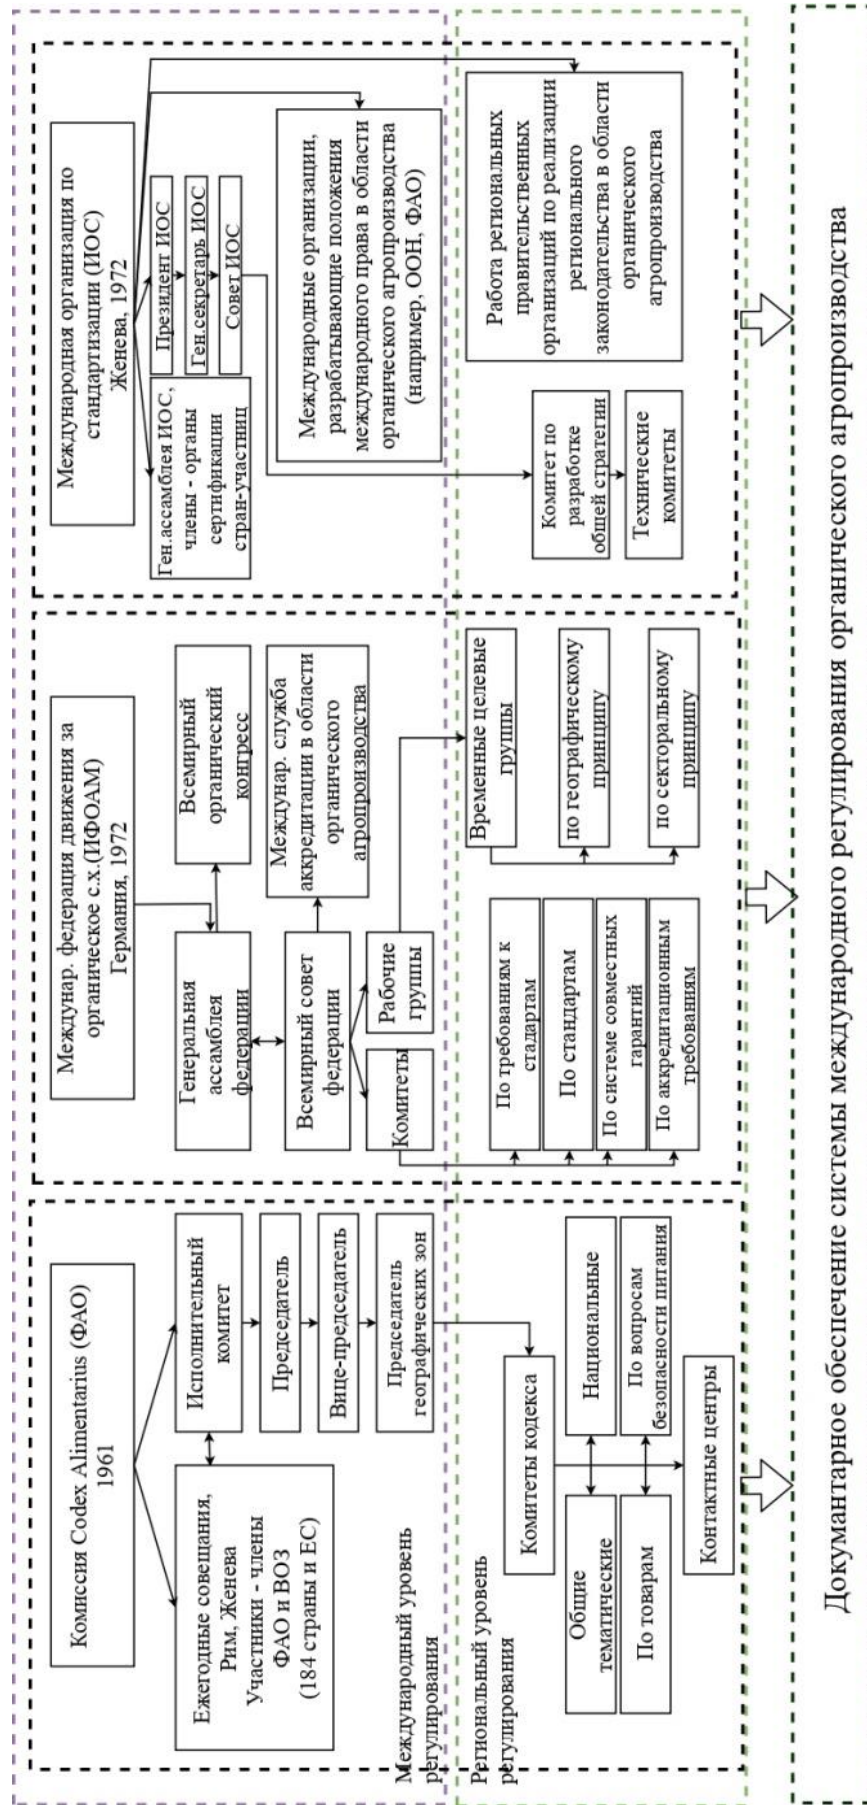 Комиссия Codex Alimentarius (ФАО)
1961
Ежегодные совещания,
Рим, Женева
Участники - члены
ФАО и ВОЗ
(184 страны и ЕС)
Исполнительный
комитет
Председатель
Вице-председатель
Председатель
географических зон
Международный уровень
регулирования
Региональный уровень
регулирования
Комитеты кодекса
Общие
тематические
Национальные
По товарам
По вопросам
безопасности питания
Контактные центры
Междунар. федерация движения за
органическое с.х.(ИФОАМ)
Германия, 1972
Генеральная
ассамблея
федерации
Всемирный
органический
конгресс
Всемирный совет
федерации
Междунар. служба
аккредитации в области
органического
агропроизводства
Комитеты
Рабочие
группы
По требованиям к
стадартам
По стандартам
По системе совместных
гарантий
По аккредитационным
требованиям
Временные целевые
группы
по географическому
принципу
по секторальному
принципу
Международная организация по
стандартизации (ИОС)
Женева, 1972
Ген.ассамблея ИОС,
члены - органы
сертификации
стран-участниц
Президент ИОС
Ген.секретарь ИОС
Совет ИОС
Международные организации,
разрабатывающие положения
международного права в области
органического агропроизводства
(например, ООН, ФАО)
Комитет по
разработке
общей стратегии
Технические
комитеты
Работа региональных
правительственных
организаций по реализации
регионального
законодательства в области
органического
агропроизводства
Докумантарное обеспечение системы международного регулирования органического агропроизводства